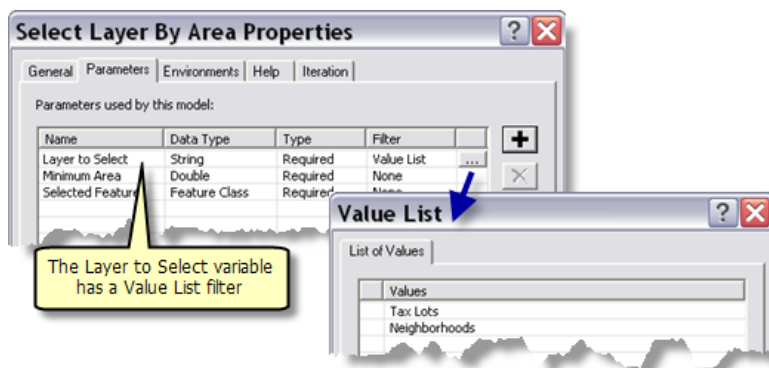 Select Layer By Area Properties
General Parameters Environments Help Iteration
Parameters used by this model:
Name Data Type Type Filter
Layer to Select String Required Value List ...
Minimum Area Double Required None
Selected Feature Feature Class Required None
The Layer to Select variable
has a Value List filter
Value List
List of Values
Values
Tax Lots
Neighborhoods